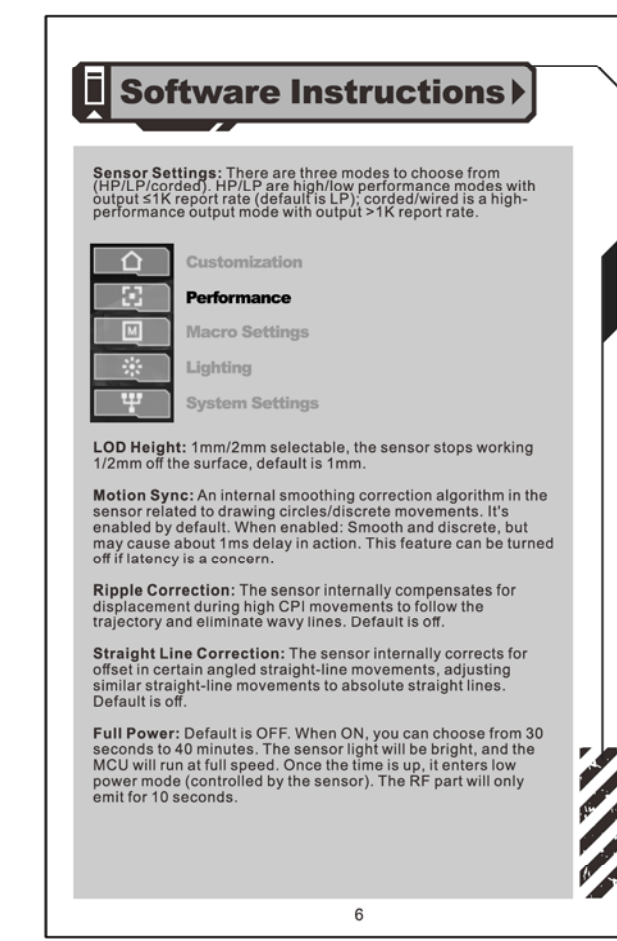 Software Instructions
Sensor Settings: There are three modes to choose from
(HP/LP/corded). HP/LP are high/low performance modes with
output ≤1K report rate (default is LP); corded/wired is a high-
performance output mode with output >1K report rate.
Customization
Performance
M
Macro Settings
Lighting
System Settings
LOD Height: 1mm/2mm selectable, the sensor stops working
1/2mm off the surface, default is 1mm.
Motion Sync: An internal smoothing correction algorithm in the
sensor related to drawing circles/discrete movements. It's
enabled by default. When enabled: Smooth and discrete, but
may cause about 1ms delay in action. This feature can be turned
off if latency is a concern.
Ripple Correction: The sensor internally compensates for
displacement during high CPI movements to follow the
trajectory and eliminate wavy lines. Default is off.
Straight Line Correction: The sensor internally corrects for
offset in certain angled straight-line movements, adjusting
similar straight-line movements to absolute straight lines.
Default is off.
Full Power: Default is OFF. When ON, you can choose from 30
seconds to 40 minutes. The sensor light will be bright, and the
MCU will run at full speed. Once the time is up, it enters low
power mode (controlled by the sensor). The RF part will only
emit for 10 seconds.
6